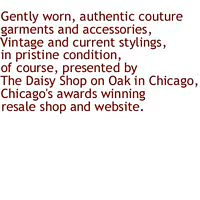 Gently worn, authentic couture
garments and accessories,
Vintage and current stylings,
in pristine condition,
of course, presented by
The Daisy Shop on Oak in Chicago,
Chicago's awards winning
resale shop and website.